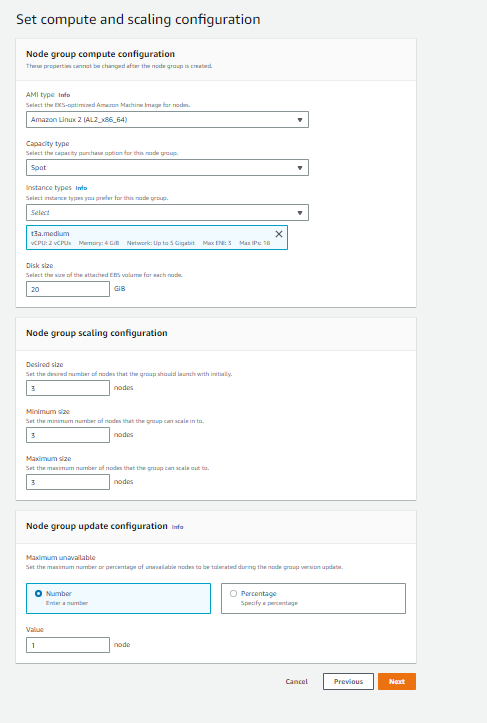 Set compute and scaling configuration
Node group compute configuration
These properties cannot be changed after the node group is created.
AMI type Info
Select the EKS-optimized Amazon Machine Image for nodes.
Amazon Linux 2 (AL2_x86_64)
Capacity type
Select the capacity purchase option for this node group.
Spot
Instance types Info
Select instance types you prefer for this node group.
Select
t3a.medium
vCPU: 2 vCPUs Memory: 4 GiB Network: Up to 5 Gigabit Max ENI: 3 Max IPs: 18
Disk size
Select the size of the attached EBS volume for each node.
20 GiB
Node group scaling configuration
Desired size
Set the desired number of nodes that the group should launch with initially.
3 nodes
Minimum size
Set the minimum number of nodes that the group can scale in to.
3 nodes
Maximum size
Set the maximum number of nodes that the group can scale out to.
3 nodes
Node group update configuration Info
Maximum unavailable
Set the maximum number or percentage of unavailable nodes to be tolerated during the node group version update.
Number Percentage
Enter a number Specify a percentage
Value
1 node
Cancel Previous Next